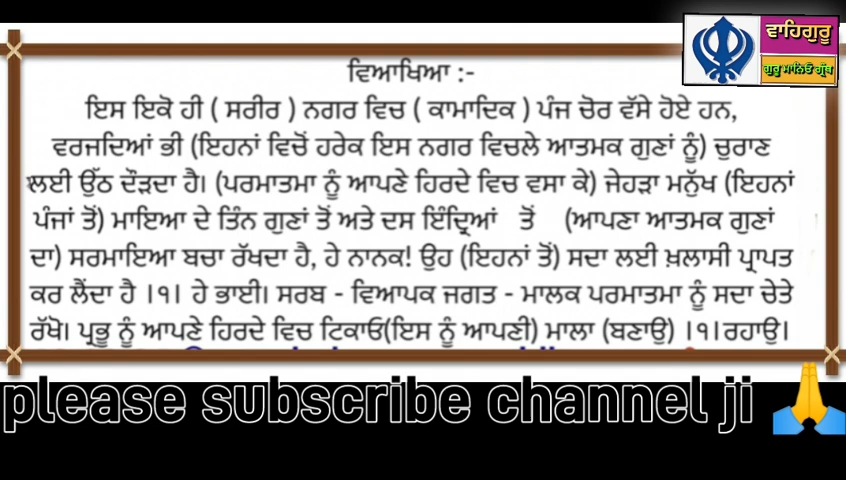 ਵਾਹਿਗੁਰੂ
ਗੁਰੂ ਮਾਨਿਓ ਗ੍ਰੰਥ
ਵਿਆਖਿਆ :-
ਇਸ ਇਕੋ ਹੀ ( ਸਰੀਰ ) ਨਗਰ ਵਿਚ ( ਕਾਮਾਦਿਕ ) ਪੰਜ ਚੋਰ ਵੱਸੇ ਹੋਏ ਹਨ,
ਵਰਜਦਿਆਂ ਭੀ (ਇਹਨਾਂ ਵਿਚੋਂ ਹਰੇਕ ਇਸ ਨਗਰ ਵਿਚਲੇ ਆਤਮਕ ਗੁਣਾਂ ਨੂੰ) ਚੁਰਾਣ
ਲਈ ਉੱਠ ਦੌੜਦਾ ਹੈ। (ਪਰਮਾਤਮਾ ਨੂੰ ਆਪਣੇ ਹਿਰਦੇ ਵਿਚ ਵਸਾ ਕੇ) ਜੇਹੜਾ ਮਨੁੱਖ (ਇਹਨਾਂ
ਪੰਜਾਂ ਤੋਂ) ਮਾਇਆ ਦੇ ਤਿੰਨ ਗੁਣਾਂ ਤੋਂ ਅਤੇ ਦਸ ਇੰਦ੍ਰਿਆਂ ਤੋਂ (ਆਪਣਾ ਆਤਮਕ ਗੁਣਾਂ
ਦਾ) ਸਰਮਾਇਆ ਬਚਾ ਰੱਖਦਾ ਹੈ, ਹੇ ਨਾਨਕ! ਉਹ (ਇਹਨਾਂ ਤੋਂ) ਸਦਾ ਲਈ ਖ਼ਲਾਸੀ ਪ੍ਰਾਪਤ
ਕਰ ਲੈਂਦਾ ਹੈ ।੧। ਹੇ ਭਾਈ। ਸਰਬ - ਵਿਆਪਕ ਜਗਤ - ਮਾਲਕ ਪਰਮਾਤਮਾ ਨੂੰ ਸਦਾ ਚੇਤੇ
ਰੱਖੋ। ਪ੍ਰਭੂ ਨੂੰ ਆਪਣੇ ਹਿਰਦੇ ਵਿਚ ਟਿਕਾਓ(ਇਸ ਨੂੰ ਆਪਣੀ) ਮਾਲਾ (ਬਣਾਉ) ।੧।ਰਹਾਉ।
please subscribe channel ji 🙏